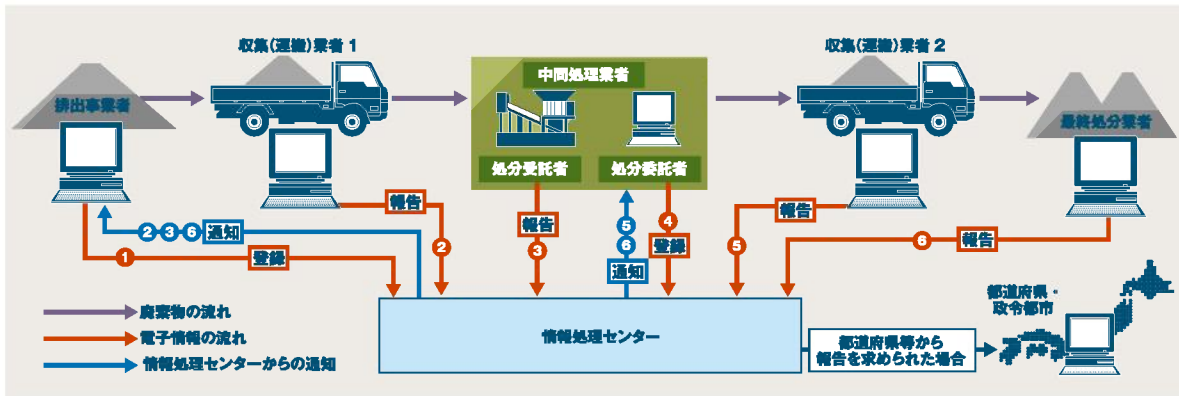 収集(運搬)業者 1
収集(運搬)業者 2
中間処理業者
排出事業者
最終処分業者
処分受託者
処分委託者
報告
報告
④
報告
② ③ ⑥ 通知
⑤
⑥
① 登録
②
③
登録
⑤
⑥ 報告
通知
都道府県・
政令都市
廃棄物の流れ
電子情報の流れ
情報処理センターからの通知
情報処理センター
都道府県等から
報告を求められた場合